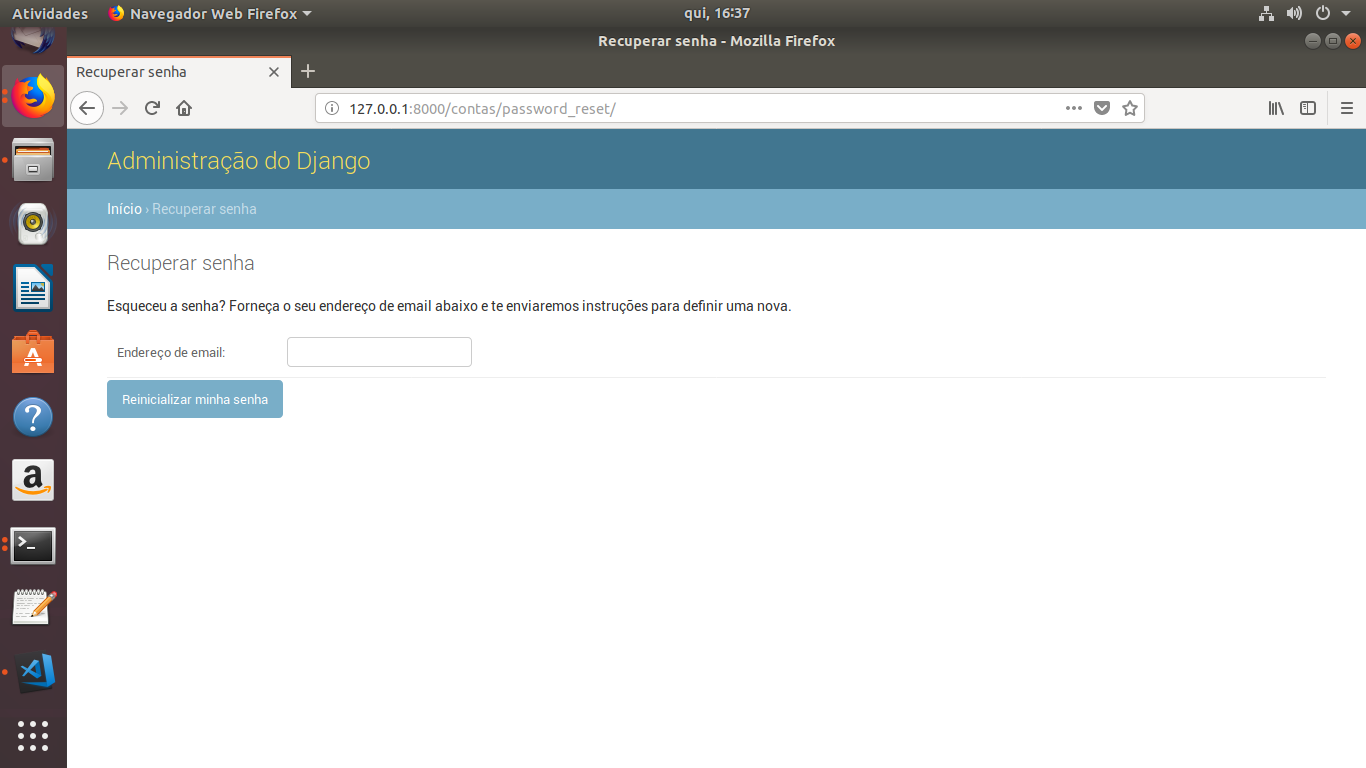 Atividades
Navegador Web Firefox
qui, 16:37
Recuperar senha - Mozilla Firefox
Recuperar senha
127.0.0.1:8000/contas/password_reset/
Administração do Django
Início › Recuperar senha
Recuperar senha
Esqueceu a senha? Forneça o seu endereço de email abaixo e te enviaremos instruções para definir uma nova.
Endereço de email:
Reinicializar minha senha